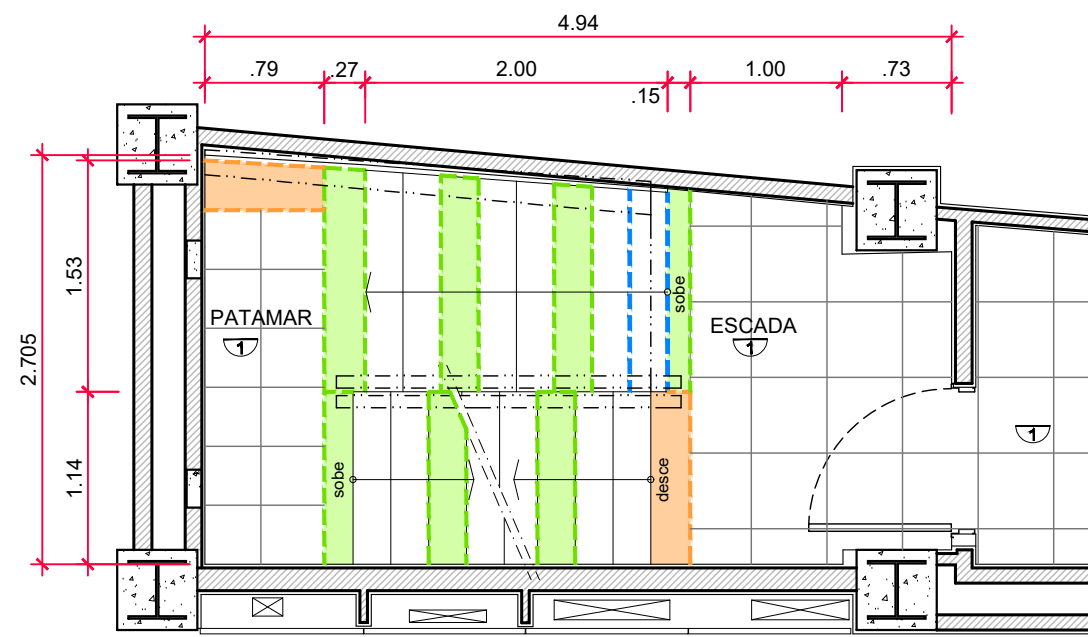 4.94
.79 .27 2.00 1.00 .73
.15
1.53
2.705
1.14
PATAMAR
1
sobe
ESCADA
1
1
sobe
desce